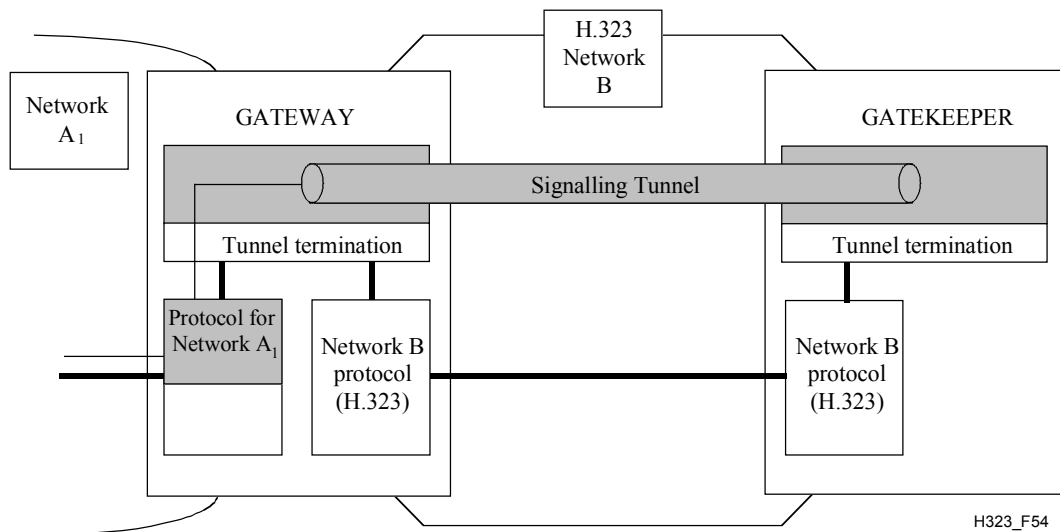 H.323
Network
B
Network
A1
GATEWAY
GATEKEEPER
Signalling Tunnel
Tunnel termination
Tunnel termination
Protocol for
Network A1
Network B
protocol
(H.323)
Network B
protocol
(H.323)
H323_F54